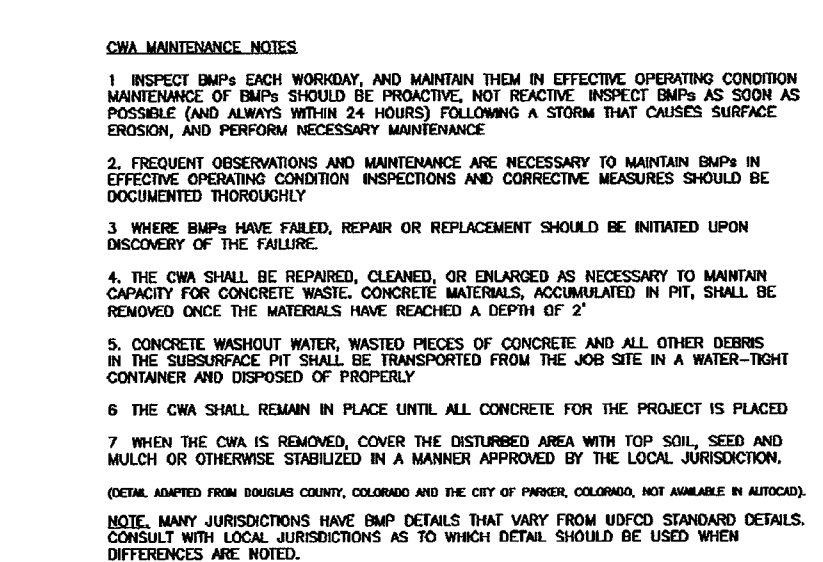 CWA MAINTENANCE NOTES
1 INSPECT BMPs EACH WORKDAY, AND MAINTAIN THEM IN EFFECTIVE OPERATING CONDITION
MAINTENANCE OF BMPs SHOULD BE PROACTIVE, NOT REACTIVE INSPECT BMPs AS SOON AS
POSSIBLE (AND ALWAYS WITHIN 24 HOURS) FOLLOWING A STORM THAT CAUSES SURFACE
EROSION, AND PERFORM NECESSARY MAINTENANCE
2. FREQUENT OBSERVATIONS AND MAINTENANCE ARE NECESSARY TO MAINTAIN BMPs IN
EFFECTIVE OPERATING CONDITION INSPECTIONS AND CORRECTIVE MEASURES SHOULD BE
DOCUMENTED THOROUGHLY
3 WHERE BMPs HAVE FAILED, REPAIR OR REPLACEMENT SHOULD BE INITIATED UPON
DISCOVERY OF THE FAILURE.
4. THE CWA SHALL BE REPAIRED, CLEANED, OR ENLARGED AS NECESSARY TO MAINTAIN
CAPACITY FOR CONCRETE WASTE. CONCRETE MATERIALS, ACCUMULATED IN PIT, SHALL BE
REMOVED ONCE THE MATERIALS HAVE REACHED A DEPTH OF 2'
5. CONCRETE WASHOUT WATER, WASTED PIECES OF CONCRETE AND ALL OTHER DEBRIS
IN THE SUBSURFACE PIT SHALL BE TRANSPORTED FROM THE JOB SITE IN A WATER-TIGHT
CONTAINER AND DISPOSED OF PROPERLY
6 THE CWA SHALL REMAIN IN PLACE UNTIL ALL CONCRETE FOR THE PROJECT IS PLACED
7 WHEN THE CWA IS REMOVED, COVER THE DISTURBED AREA WITH TOP SOIL, SEED AND
MULCH OR OTHERWISE STABILIZED IN A MANNER APPROVED BY THE LOCAL JURISDICTION.
(DETAIL ADAPTED FROM DOUGLAS COUNTY, COLORADO AND THE CITY OF PARKER, COLORADO, NOT AVAILABLE IN AUTOCAD).
NOTE. MANY JURISDICTIONS HAVE BMP DETAILS THAT VARY FROM UDFCD STANDARD DETAILS.
CONSULT WITH LOCAL JURISDICTIONS AS TO WHICH DETAIL SHOULD BE USED WHEN
DIFFERENCES ARE NOTED.